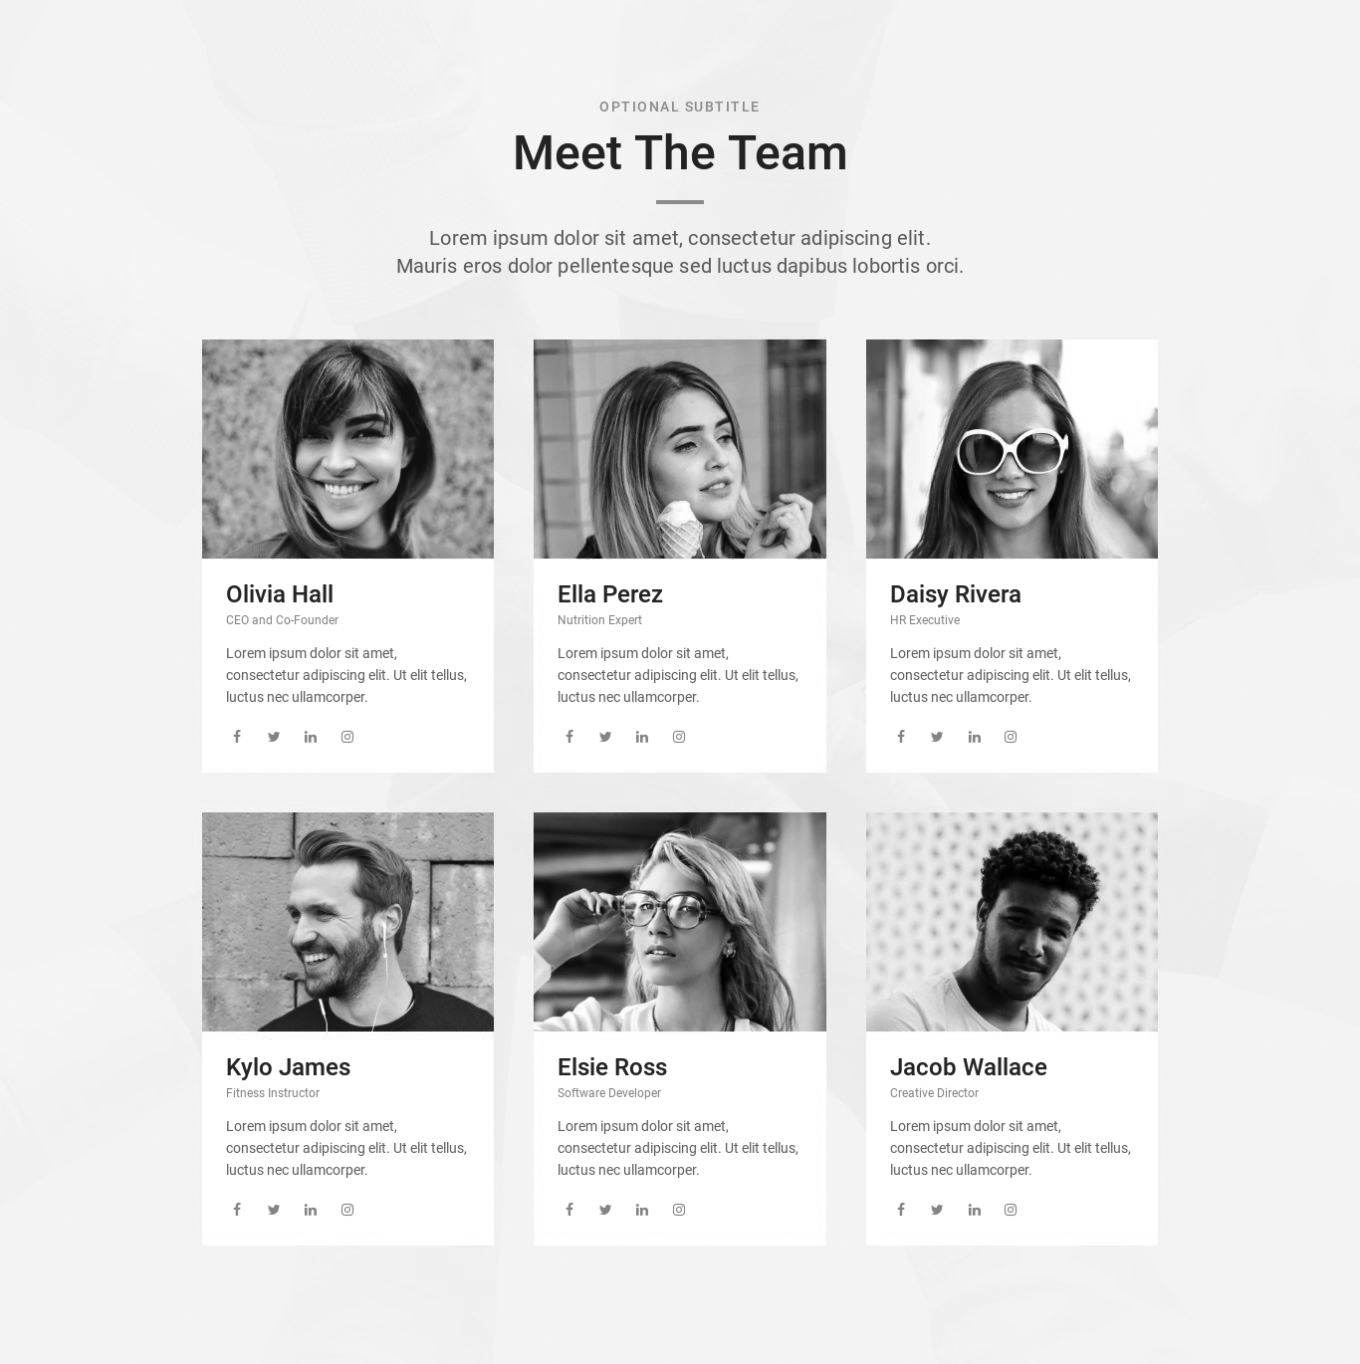 OPTIONAL SUBTITLE
Meet The Team
Lorem ipsum dolor sit amet, consectetur adipiscing elit.
Mauris eros dolor pellentesque sed luctus dapibus lobortis orci.
Olivia Hall
CEO and Co-Founder
Lorem ipsum dolor sit amet,
consectetur adipiscing elit. Ut elit tellus,
luctus nec ullamcorper.
Ella Perez
Nutrition Expert
Lorem ipsum dolor sit amet,
consectetur adipiscing elit. Ut elit tellus,
luctus nec ullamcorper.
Daisy Rivera
HR Executive
Lorem ipsum dolor sit amet,
consectetur adipiscing elit. Ut elit tellus,
luctus nec ullamcorper.
Kylo James
Fitness Instructor
Lorem ipsum dolor sit amet,
consectetur adipiscing elit. Ut elit tellus,
luctus nec ullamcorper.
Elsie Ross
Software Developer
Lorem ipsum dolor sit amet,
consectetur adipiscing elit. Ut elit tellus,
luctus nec ullamcorper.
Jacob Wallace
Creative Director
Lorem ipsum dolor sit amet,
consectetur adipiscing elit. Ut elit tellus,
luctus nec ullamcorper.